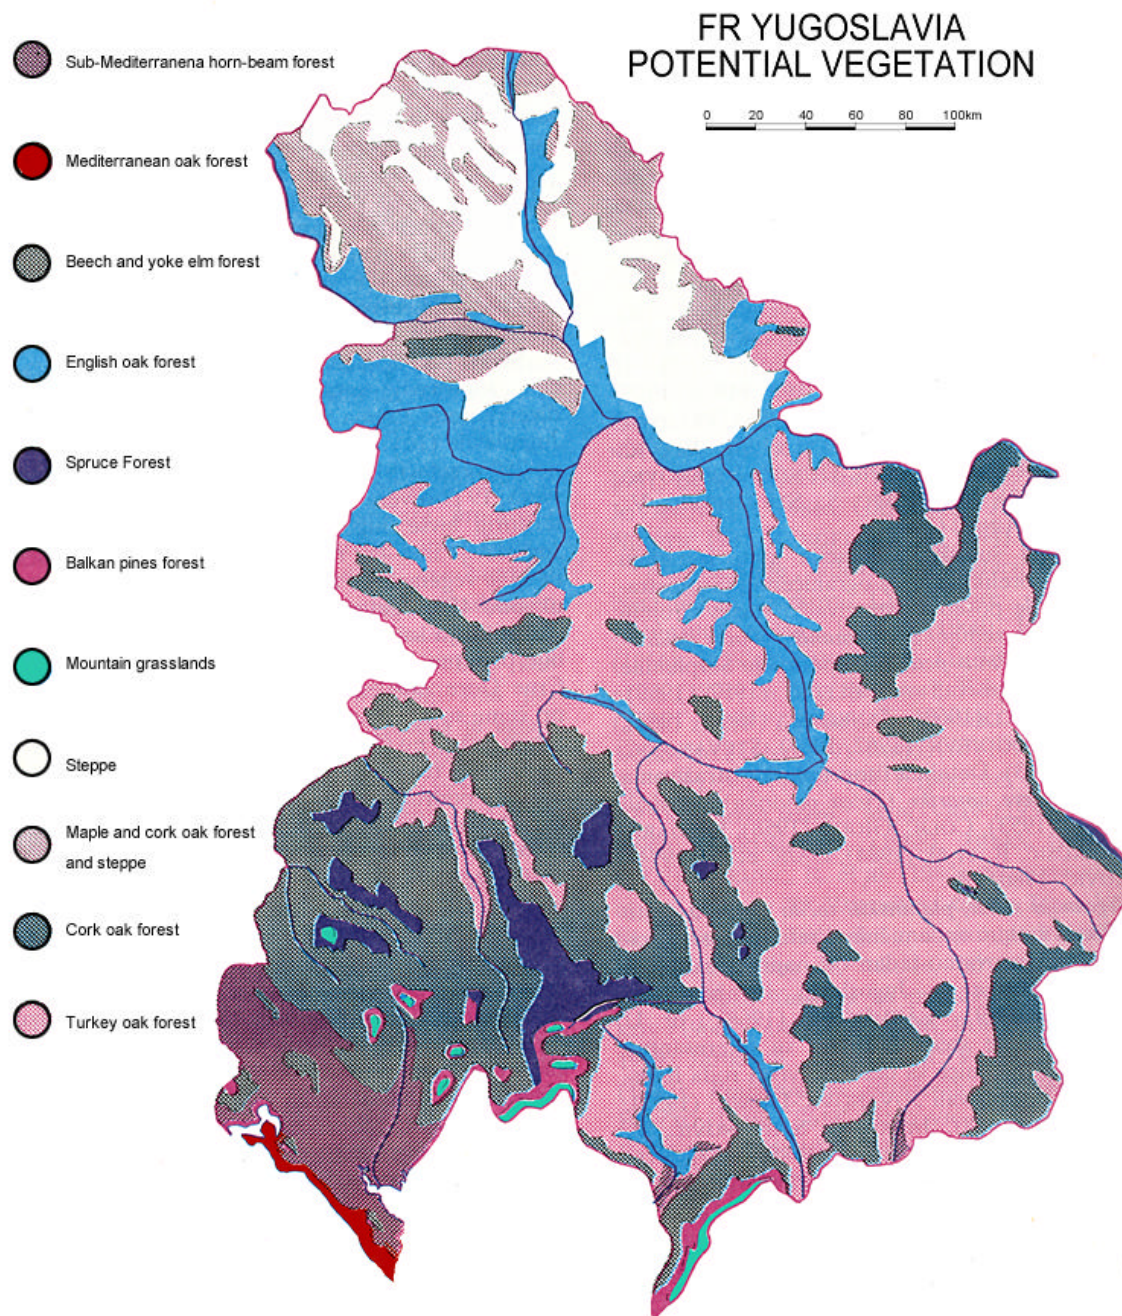 FR YUGOSLAVIA
POTENTIAL VEGETATION
0 20 40 60 80 100km
Sub-Mediterranena horn-beam forest
Mediterranean oak forest
Beech and yoke elm forest
English oak forest
Spruce Forest
Balkan pines forest
Mountain grasslands
Steppe
Maple and cork oak forest
and steppe
Cork oak forest
Turkey oak forest